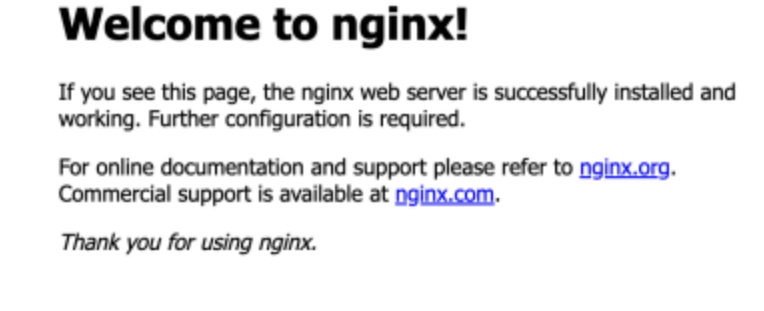 Welcome to nginx!
If you see this page, the nginx web server is successfully installed and
working. Further configuration is required.
For online documentation and support please refer to nginx.org.
Commercial support is available at nginx.com.
Thank you for using nginx.